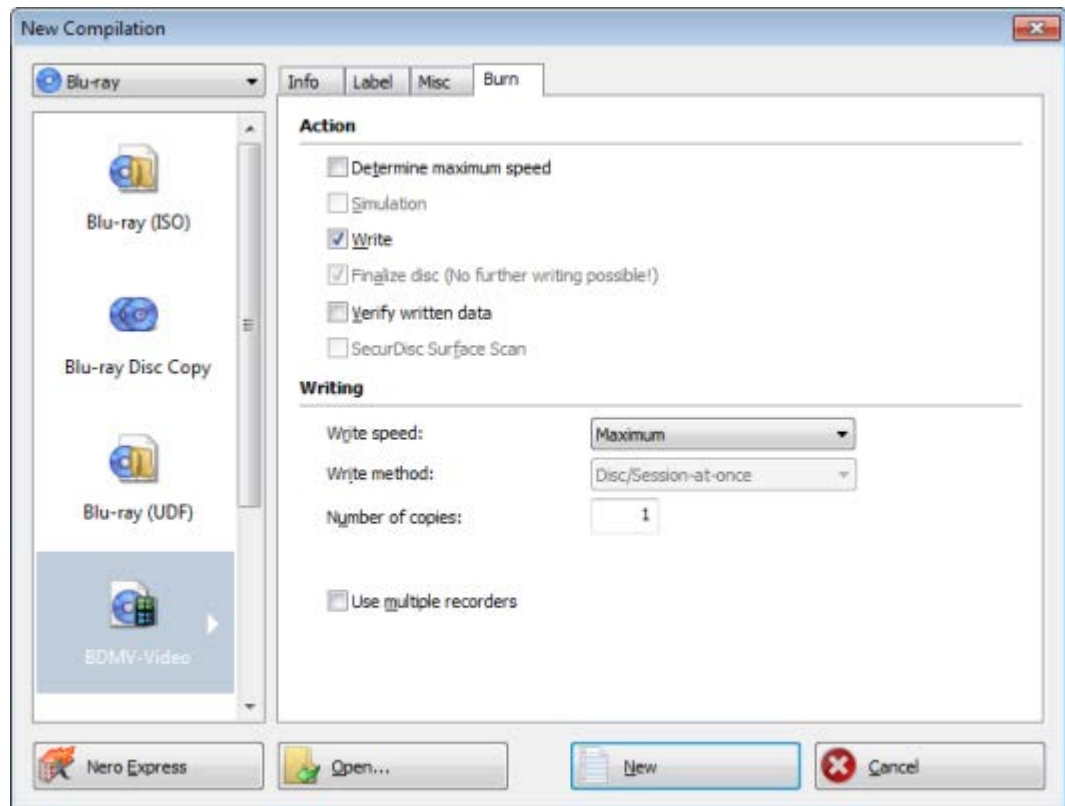 New Compilation
Blu-ray
Info Label Misc Burn
Action
Determine maximum speed
Simulation
Write
Finalize disc (No further writing possible!)
Verify written data
SecurDisc Surface Scan
Writing
Write speed: Maximum
Write method: Disc/Session-at-once
Number of copies: 1
Use multiple recorders
Blu-ray (ISO)
Blu-ray Disc Copy
Blu-ray (UDF)
BDMV-Video
Nero Express Open... New Cancel